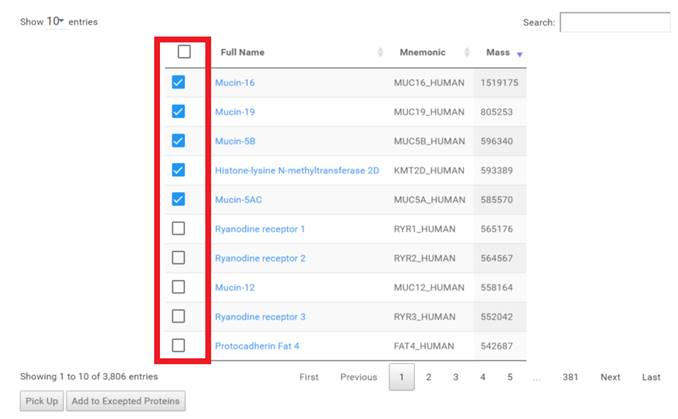 Show 10 entries Search:
Full Name Mnemonic Mass
Mucin-16 MUC16_HUMAN 1519175
Mucin-19 MUC19_HUMAN 805253
Mucin-5B MUC5B_HUMAN 596340
Histone-lysine N-methyltransferase 2D KMT2D_HUMAN 593389
Mucin-5AC MUC5A_HUMAN 585570
Ryanodine receptor 1 RYR1_HUMAN 565176
Ryanodine receptor 2 RYR2_HUMAN 564567
Mucin-12 MUC12_HUMAN 558164
Ryanodine receptor 3 RYR3_HUMAN 552042
Protocadherin Fat 4 FAT4_HUMAN 542687
Showing 1 to 10 of 3,806 entries First Previous 1 2 3 4 5 ... 381 Next Last
Pick Up Add to Excepted Proteins